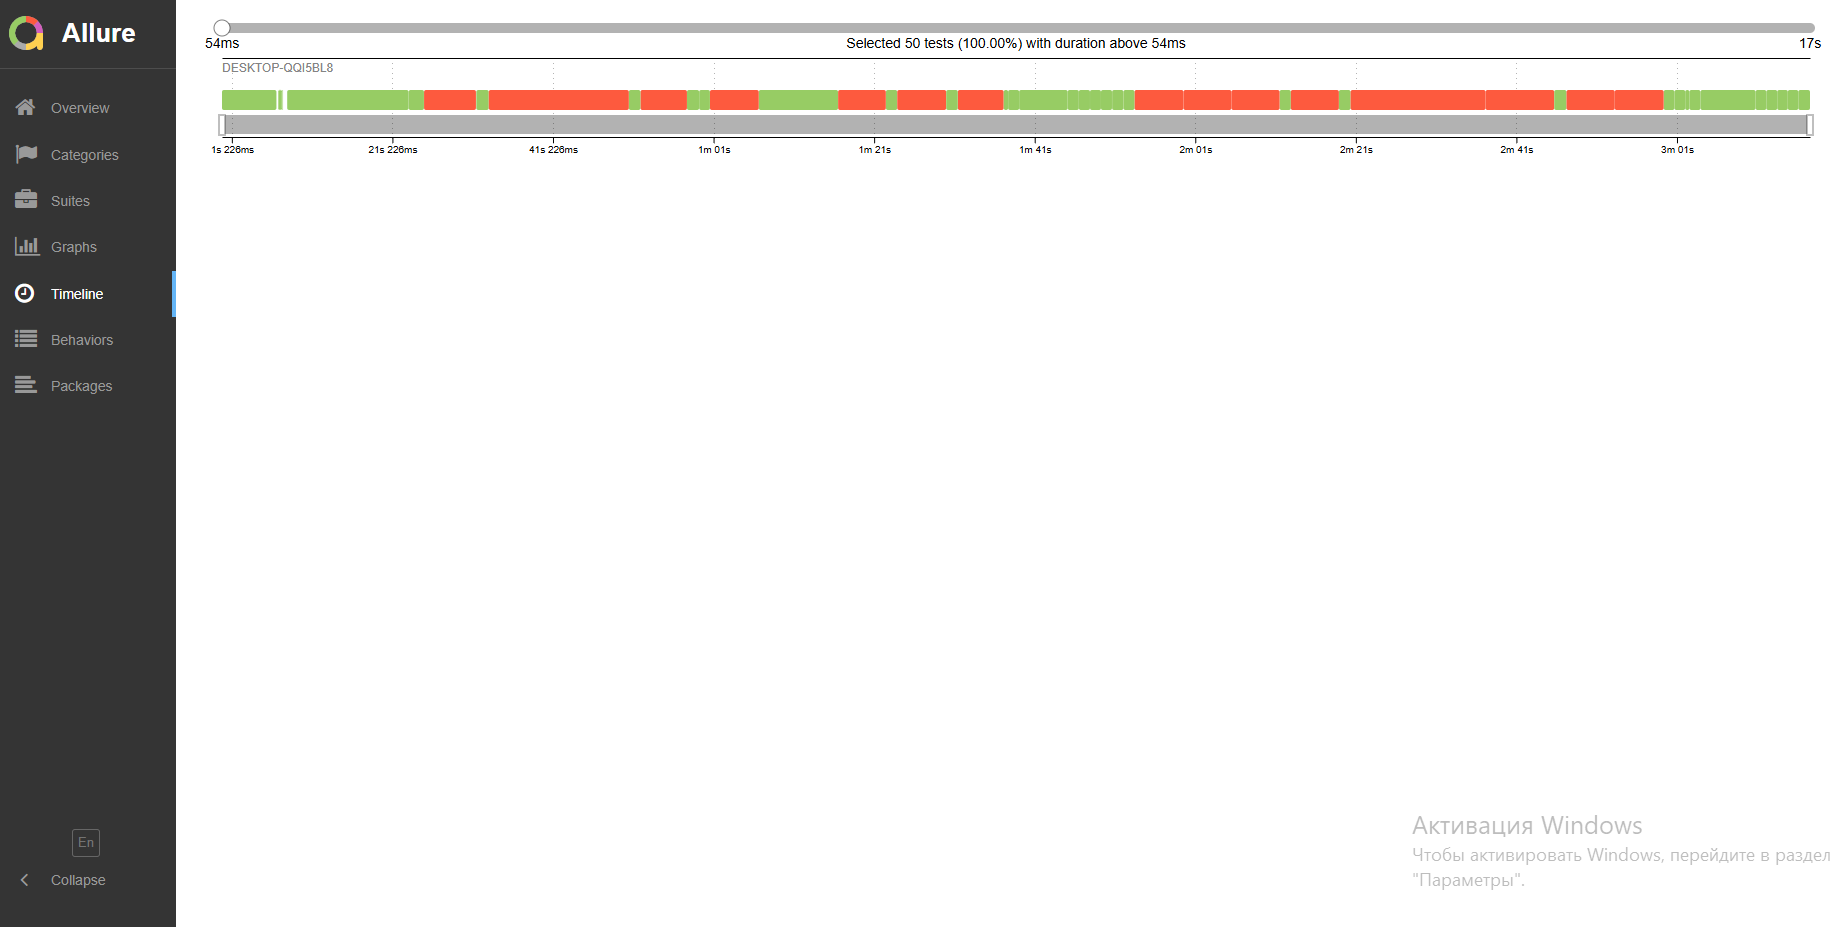 Allure
Overview
Categories
Suites
Graphs
Timeline
Behaviors
Packages
En
Collapse
54ms
Selected 50 tests (100.00%) with duration above 54ms
17s
DESKTOP-QQI5BL8
1s 226ms
21s 226ms
41s 226ms
1m 01s
1m 21s
1m 41s
2m 01s
2m 21s
2m 41s
3m 01s
Активация Windows
Чтобы активировать Windows, перейдите в раздел
"Параметры".